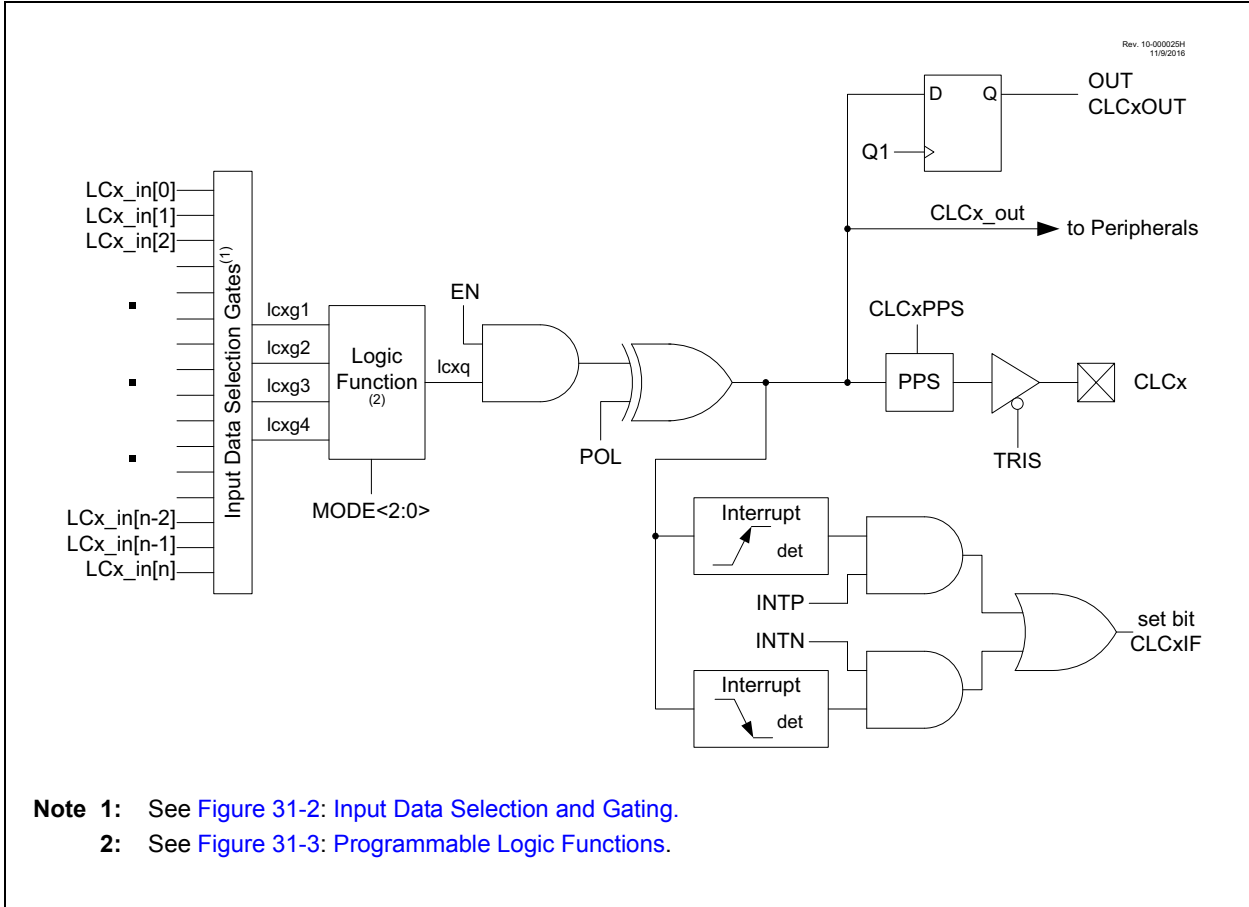 Rev. 10-000025H
11/9/2016
D Q
OUT
CLCxOUT
Q1
CLCx_out
to Peripherals
LCx_in[0]
LCx_in[1]
LCx_in[2]
LCx_in[n-2]
LCx_in[n-1]
LCx_in[n]
Input Data Selection Gates(1)
lcxg1
lcxg2
lcxg3
lcxg4
Logic
Function
(2)
MODE<2:0>
lcxq
EN
POL
CLCxPPS
PPS
TRIS
CLCx
Interrupt
det
INTP
INTN
Interrupt
det
set bit
CLCxIF
Note 1: See Figure 31-2: Input Data Selection and Gating.
2: See Figure 31-3: Programmable Logic Functions.